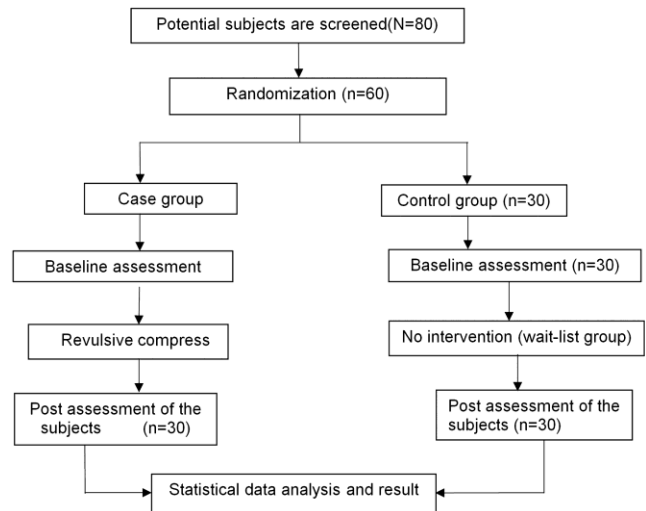 Potential subjects are screened(N=80)
Randomization (n=60)
Case group
Control group (n=30)
Baseline assessment
Baseline assessment (n=30)
Revulsive compress
No intervention (wait-list group)
Post assessment of the
subjects (n=30)
Post assessment of the
subjects (n=30)
Statistical data analysis and result